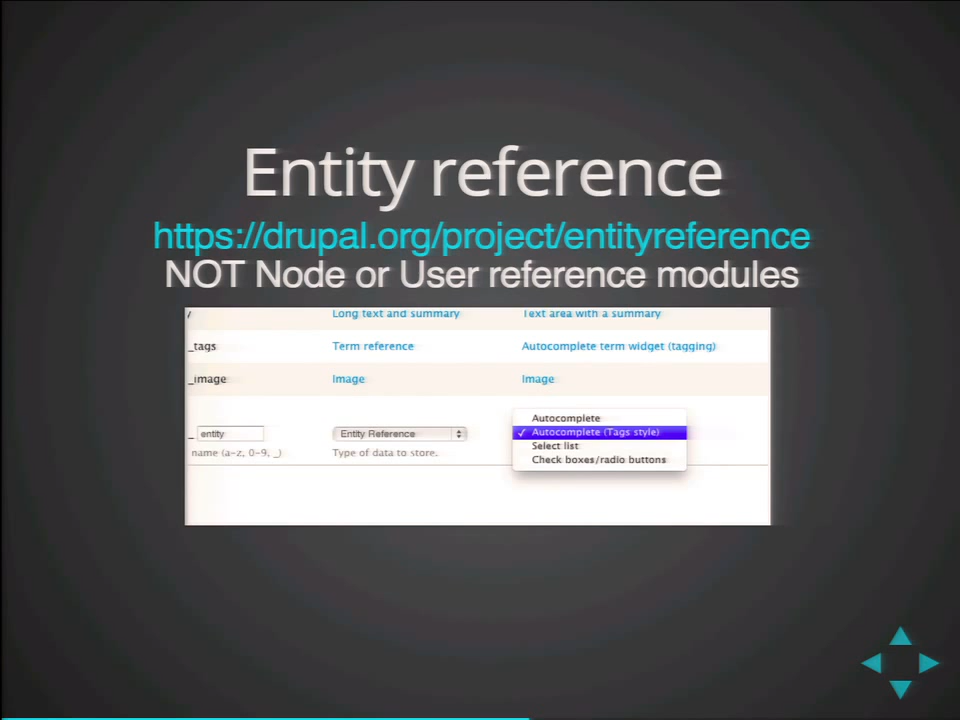 Entity reference
https://drupal.org/project/entityreference
NOT Node or User reference modules
Long text and summary Text area with a summary
_tags Term reference Autocomplete term widget (tagging)
_image Image Image
Autocomplete
_ entity Entity Reference ✓ Autocomplete (Tags style)
Select list
name (a-z, 0-9, _) Type of data to store. Check boxes/radio buttons